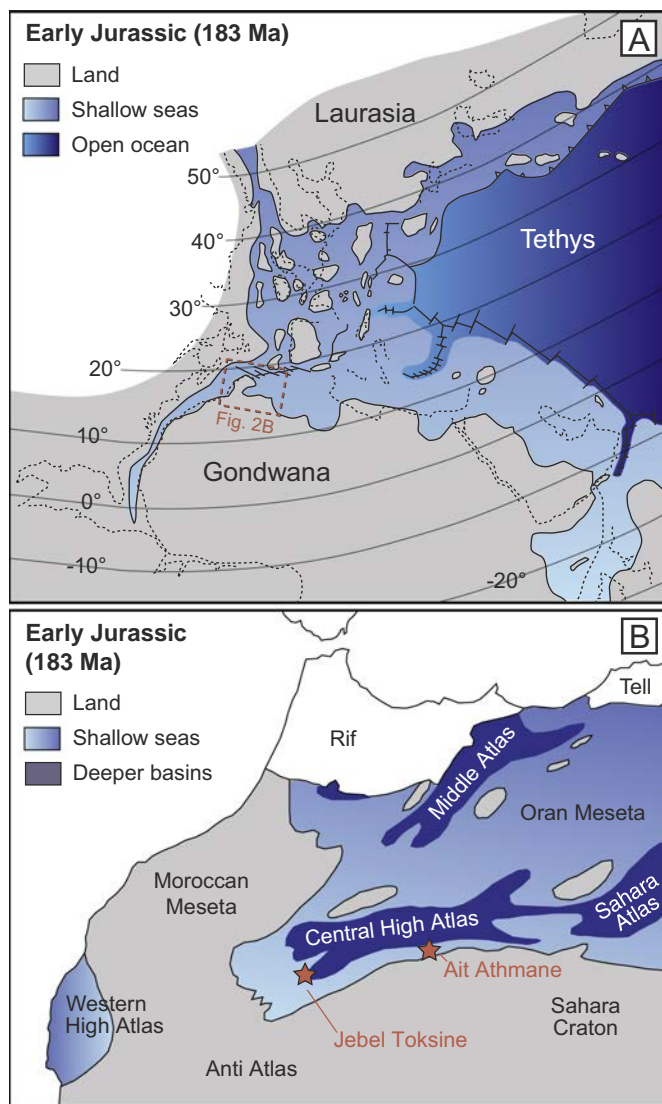 Early Jurassic (183 Ma)
A
Land
Shallow seas
Open ocean
Laurasia
50°
40°
Tethys
30°
20°
Fig. 2B
10°
Gondwana
0°
-10°
-20°
Early Jurassic
(183 Ma)
B
Land
Shallow seas
Deeper basins
Tell
Rif
Middle Atlas
Oran Meseta
Moroccan
Meseta
Sahara
Atlas
Central High Atlas
Ait Athmane
Western
High Atlas
Jebel Toksine
Sahara
Craton
Anti Atlas